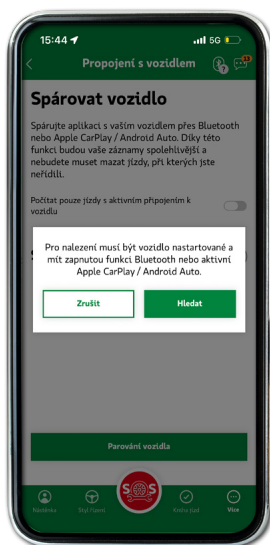 15:44
5G
Propojení s vozidlem
Spárovat vozidlo
Spárujte aplikaci s vaším vozidlem přes Bluetooth
nebo Apple CarPlay / Android Auto. Díky této
funkci budou vaše záznamy spolehlivější a
nebudete muset mazat jízdy, při kterých jste
neřídili.
Počítat pouze jízdy s aktivním připojením k
vozidlu
Pro nalezení musí být vozidlo nastartované a
mít zapnutou funkci Bluetooth nebo aktivní
Apple CarPlay / Android Auto.
Zrušit
Hledat
Párování vozidla
SOS
Nástěnka
Styl řízení
Kniha jízd
Více